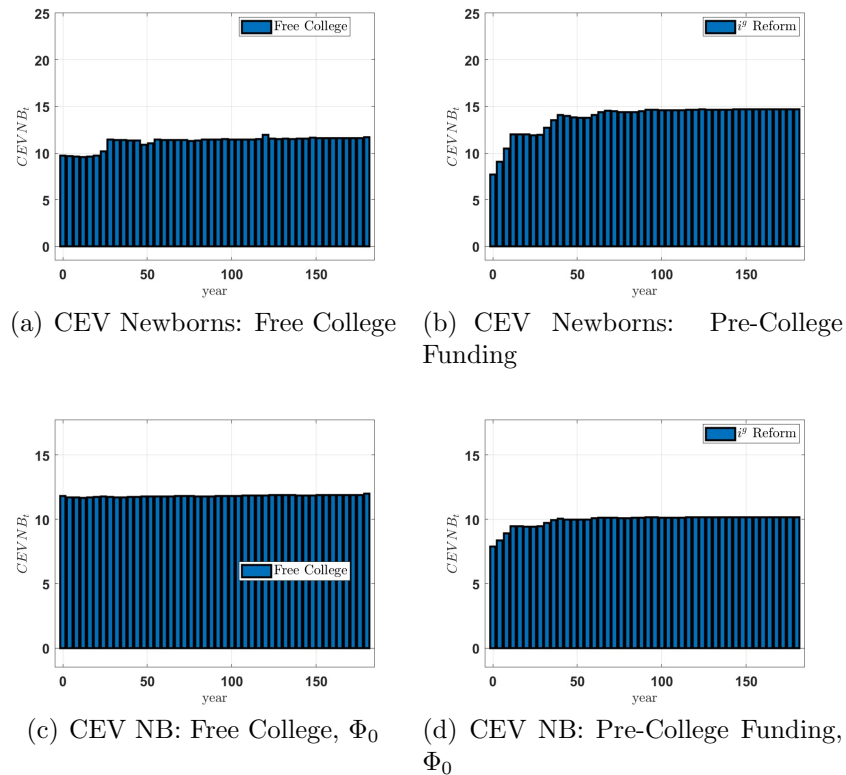 25
20
15
10
5
0
CEVNB_t
Free College
0 50 100 150
year
(a) CEV Newborns: Free College
25
20
15
10
5
0
CEVNB_t
i^g Reform
0 50 100 150
year
(b) CEV Newborns: Pre-College
Funding
15
10
5
0
CEVNB_t
Free College
0 50 100 150
year
(c) CEV NB: Free College, Φ_0
15
10
5
0
CEVNB_t
i^g Reform
0 50 100 150
year
(d) CEV NB: Pre-College Funding,
Φ_0